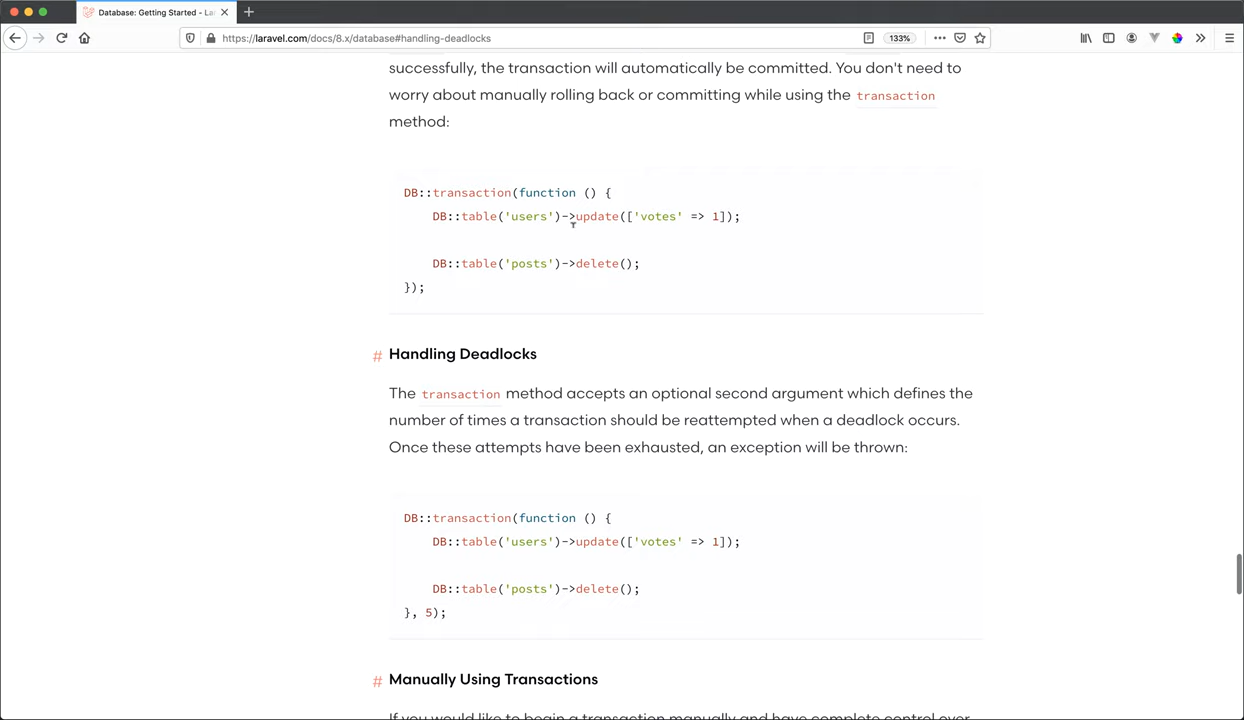 Database: Getting Started - La
https://laravel.com/docs/8.x/database#handling-deadlocks
133%
successfully, the transaction will automatically be committed. You don't need to
worry about manually rolling back or committing while using the transaction
method:
DB::transaction(function () {
    DB::table('users')->update(['votes' => 1]);
    DB::table('posts')->delete();
});
# Handling Deadlocks
The transaction method accepts an optional second argument which defines the
number of times a transaction should be reattempted when a deadlock occurs.
Once these attempts have been exhausted, an exception will be thrown:
DB::transaction(function () {
    DB::table('users')->update(['votes' => 1]);
    DB::table('posts')->delete();
}, 5);
# Manually Using Transactions
If you would like to begin a transaction manually and have complete control over